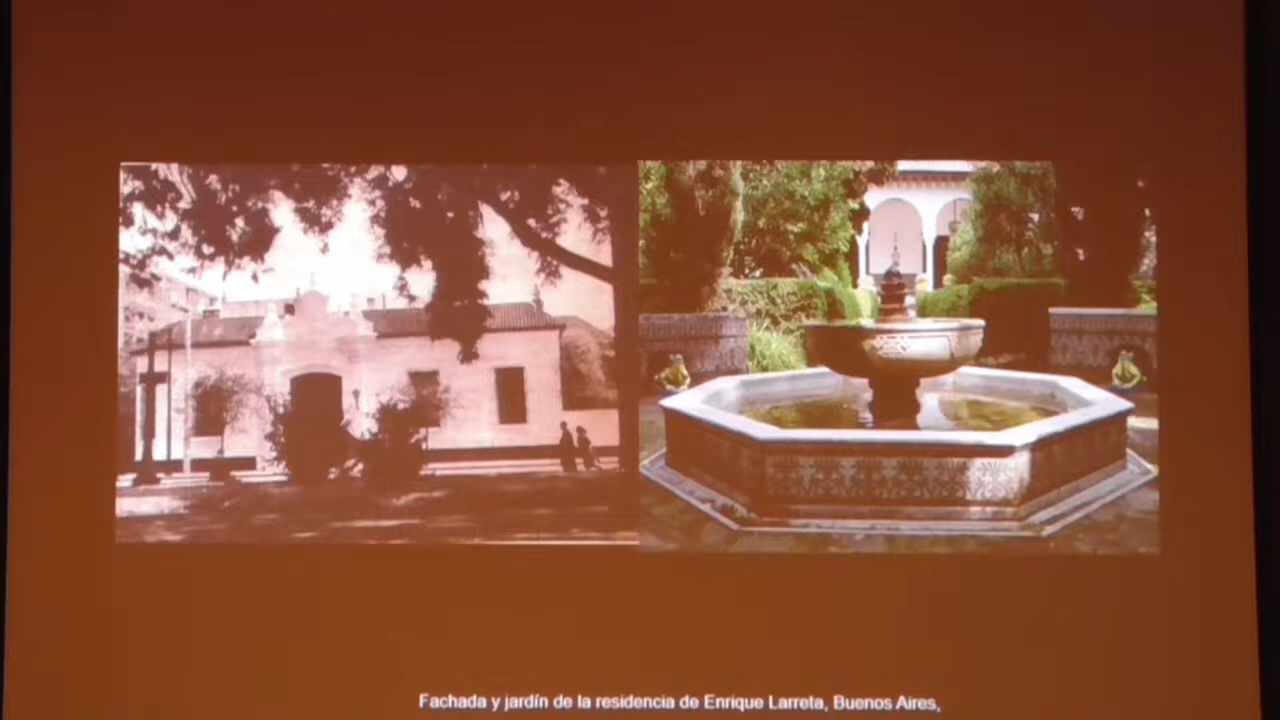 Fachada y jardín de la residencia de Enrique Larreta, Buenos Aires,